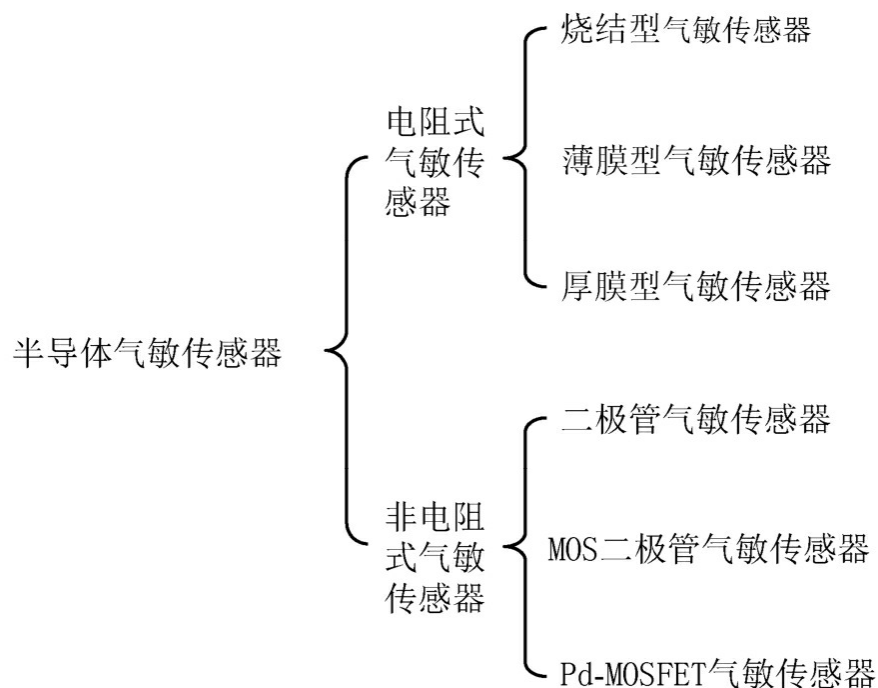 半导体气敏传感器
电阻式
气敏传
感器
烧结型气敏传感器
薄膜型气敏传感器
厚膜型气敏传感器
非电阻
式气敏
传感器
二极管气敏传感器
MOS二极管气敏传感器
Pd-MOSFET气敏传感器